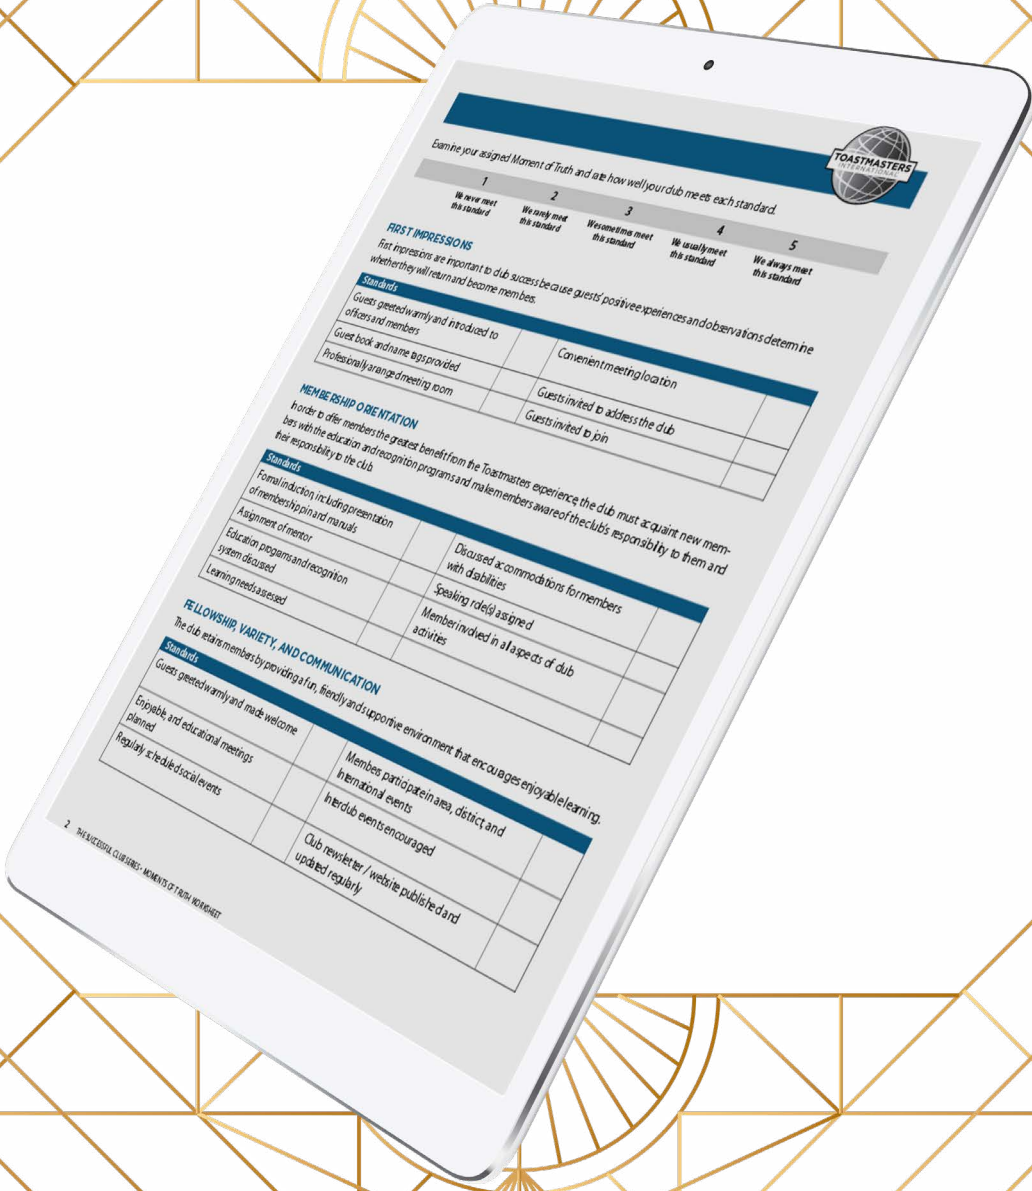 TOASTMASTERS
INTERNATIONAL
Examine your assigned Moment of Truth and rate how well your club meets each standard.
1
We never meet
this standard
2
We rarely meet
this standard
3
We sometimes meet
this standard
4
We usually meet
this standard
5
We always meet
this standard
FIRST IMPRESSIONS
First impressions are important to club success because guests' positive experiences and observations determine
whether they will return and become members.
Standards
Guests greeted warmly and introduced to
officers and members
Convenient meeting location
Guest book and name tags provided
Guests invited to address the club
Professionally arranged meeting room
Guests invited to join
MEMBERSHIP ORIENTATION
In order to offer members the greatest benefit from the Toastmasters experience, the club must acquaint new mem-
bers with the education and recognition programs and make members aware of the club's responsibility to them and
their responsibility to the club.
Standards
Formal induction, including presentation
of membership pin and manuals
Discussed accommodations for members
with disabilities
Assignment of mentor
Speaking role(s) assigned
Education programs and recognition
system discussed
Member involved in all aspects of club
activities
Learning needs assessed
FELLOWSHIP, VARIETY, AND COMMUNICATION
The club retains members by providing a fun, friendly and supportive environment that encourages enjoyable learning.
Standards
Guests greeted warmly and made welcome
Members participate in area, district, and
International events
Enjoyable, and educational meetings
planned
Interclub events encouraged
Regularly scheduled social events
Club newsletter / website published and
updated regularly
2 THE SUCCESSFUL CLUB SERIES - MOMENTS OF TRUTH WORKSHEET